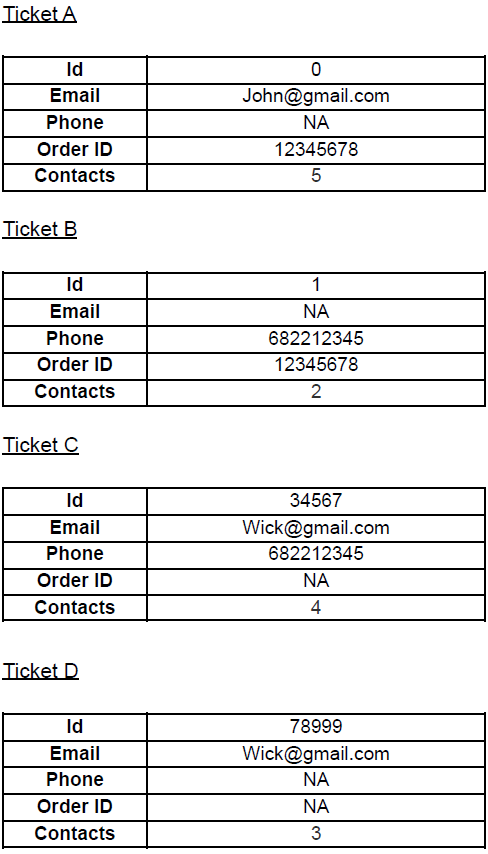 Ticket A
Id 0
Email John@gmail.com
Phone NA
Order ID 12345678
Contacts 5
Ticket B
Id 1
Email NA
Phone 682212345
Order ID 12345678
Contacts 2
Ticket C
Id 34567
Email Wick@gmail.com
Phone 682212345
Order ID NA
Contacts 4
Ticket D
Id 78999
Email Wick@gmail.com
Phone NA
Order ID NA
Contacts 3